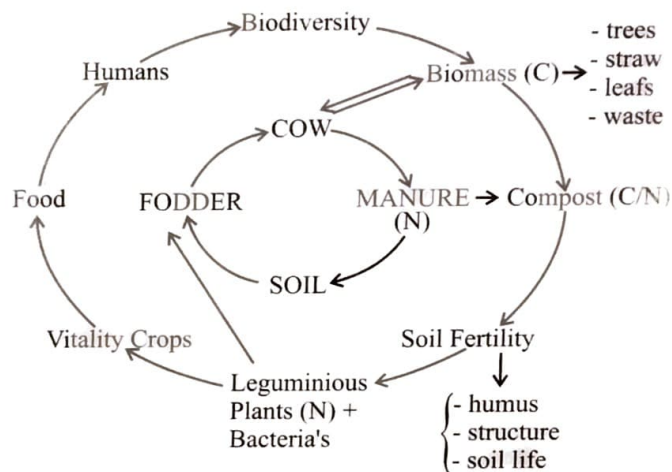 Biodiversity
- trees
Humans
Biomass (C)
- straw
- leafs
- waste
COW
Food
FODDER
MANURE
(N)
Compost (C/N)
SOIL
Vitality Crops
Soil Fertility
Leguminious
Plants (N) +
Bacteria's
- humus
- structure
- soil life